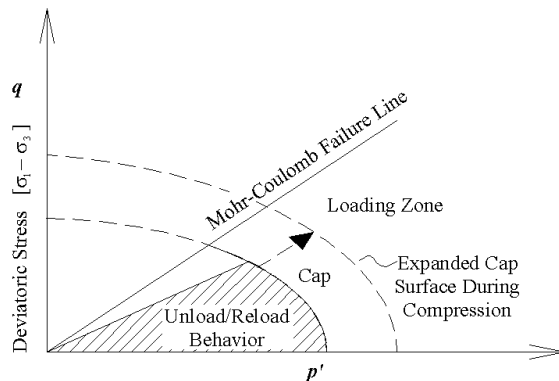 q
Deviatoric Stress [σ1 – σ3]
Mohr-Coulomb Failure Line
Loading Zone
Cap
Expanded Cap
Surface During
Compression
Unload/Reload
Behavior
p'